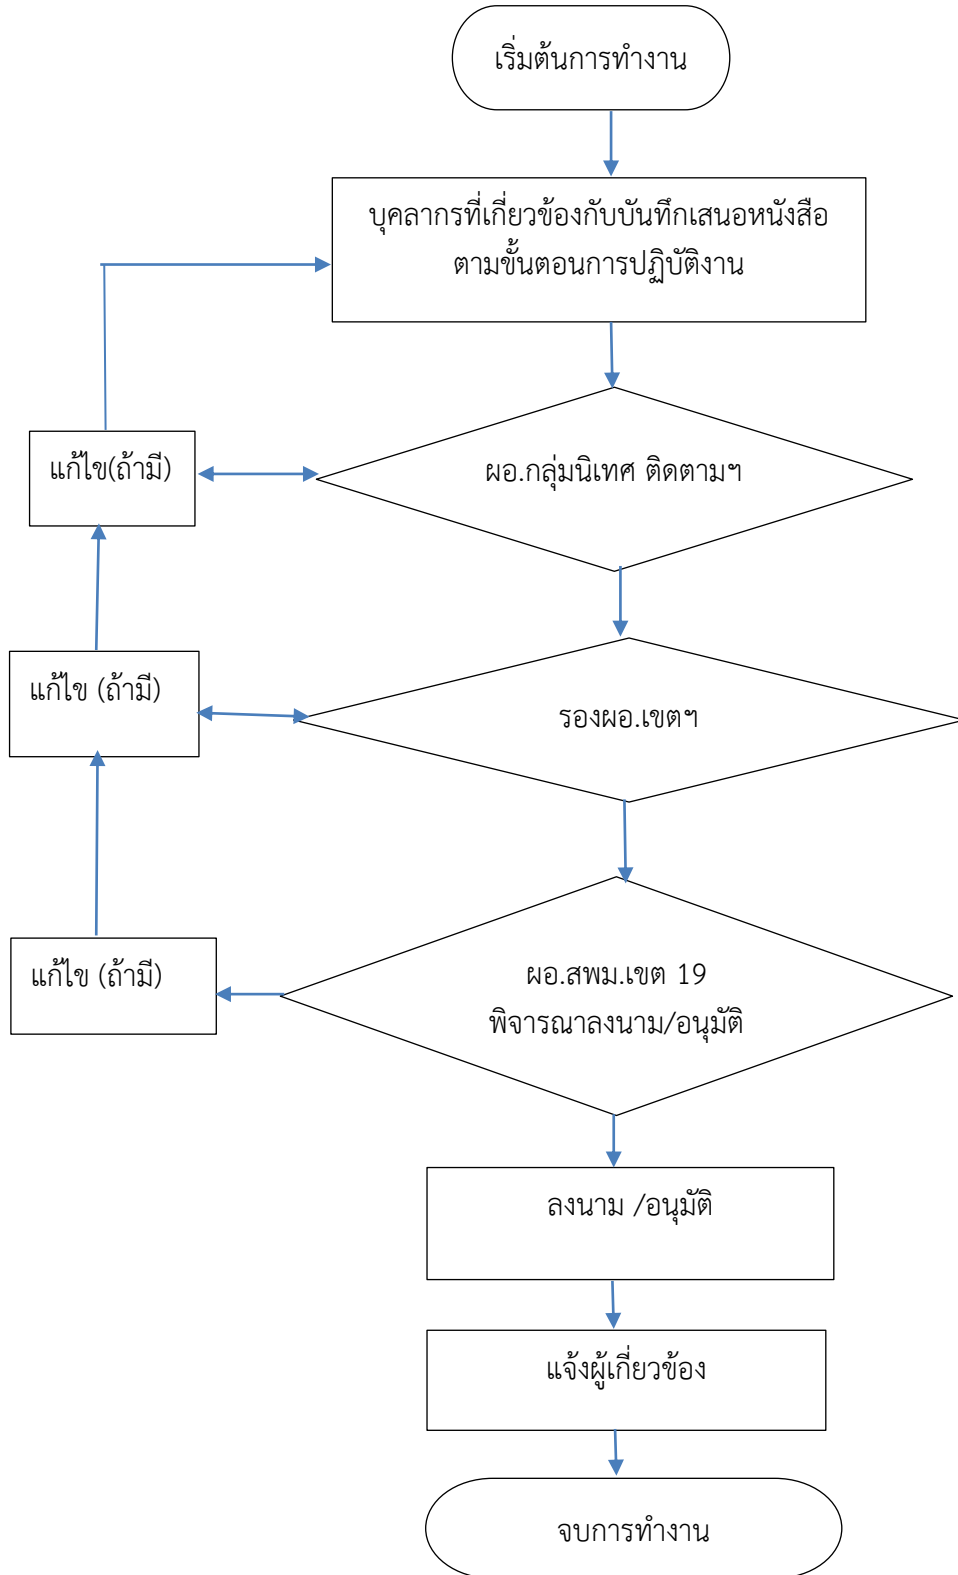 เริ่มต้นการทำงาน
บุคลากรที่เกี่ยวข้องกับบันทึกเสนอหนังสือ
ตามขั้นตอนการปฏิบัติงาน
แก้ไข(ถ้ามี)
ผอ.กลุ่มนิเทศ ติดตามฯ
แก้ไข (ถ้ามี)
รองผอ.เขตฯ
แก้ไข (ถ้ามี)
ผอ.สพม.เขต 19
พิจารณาลงนาม/อนุมัติ
ลงนาม /อนุมัติ
แจ้งผู้เกี่ยวข้อง
จบการทำงาน